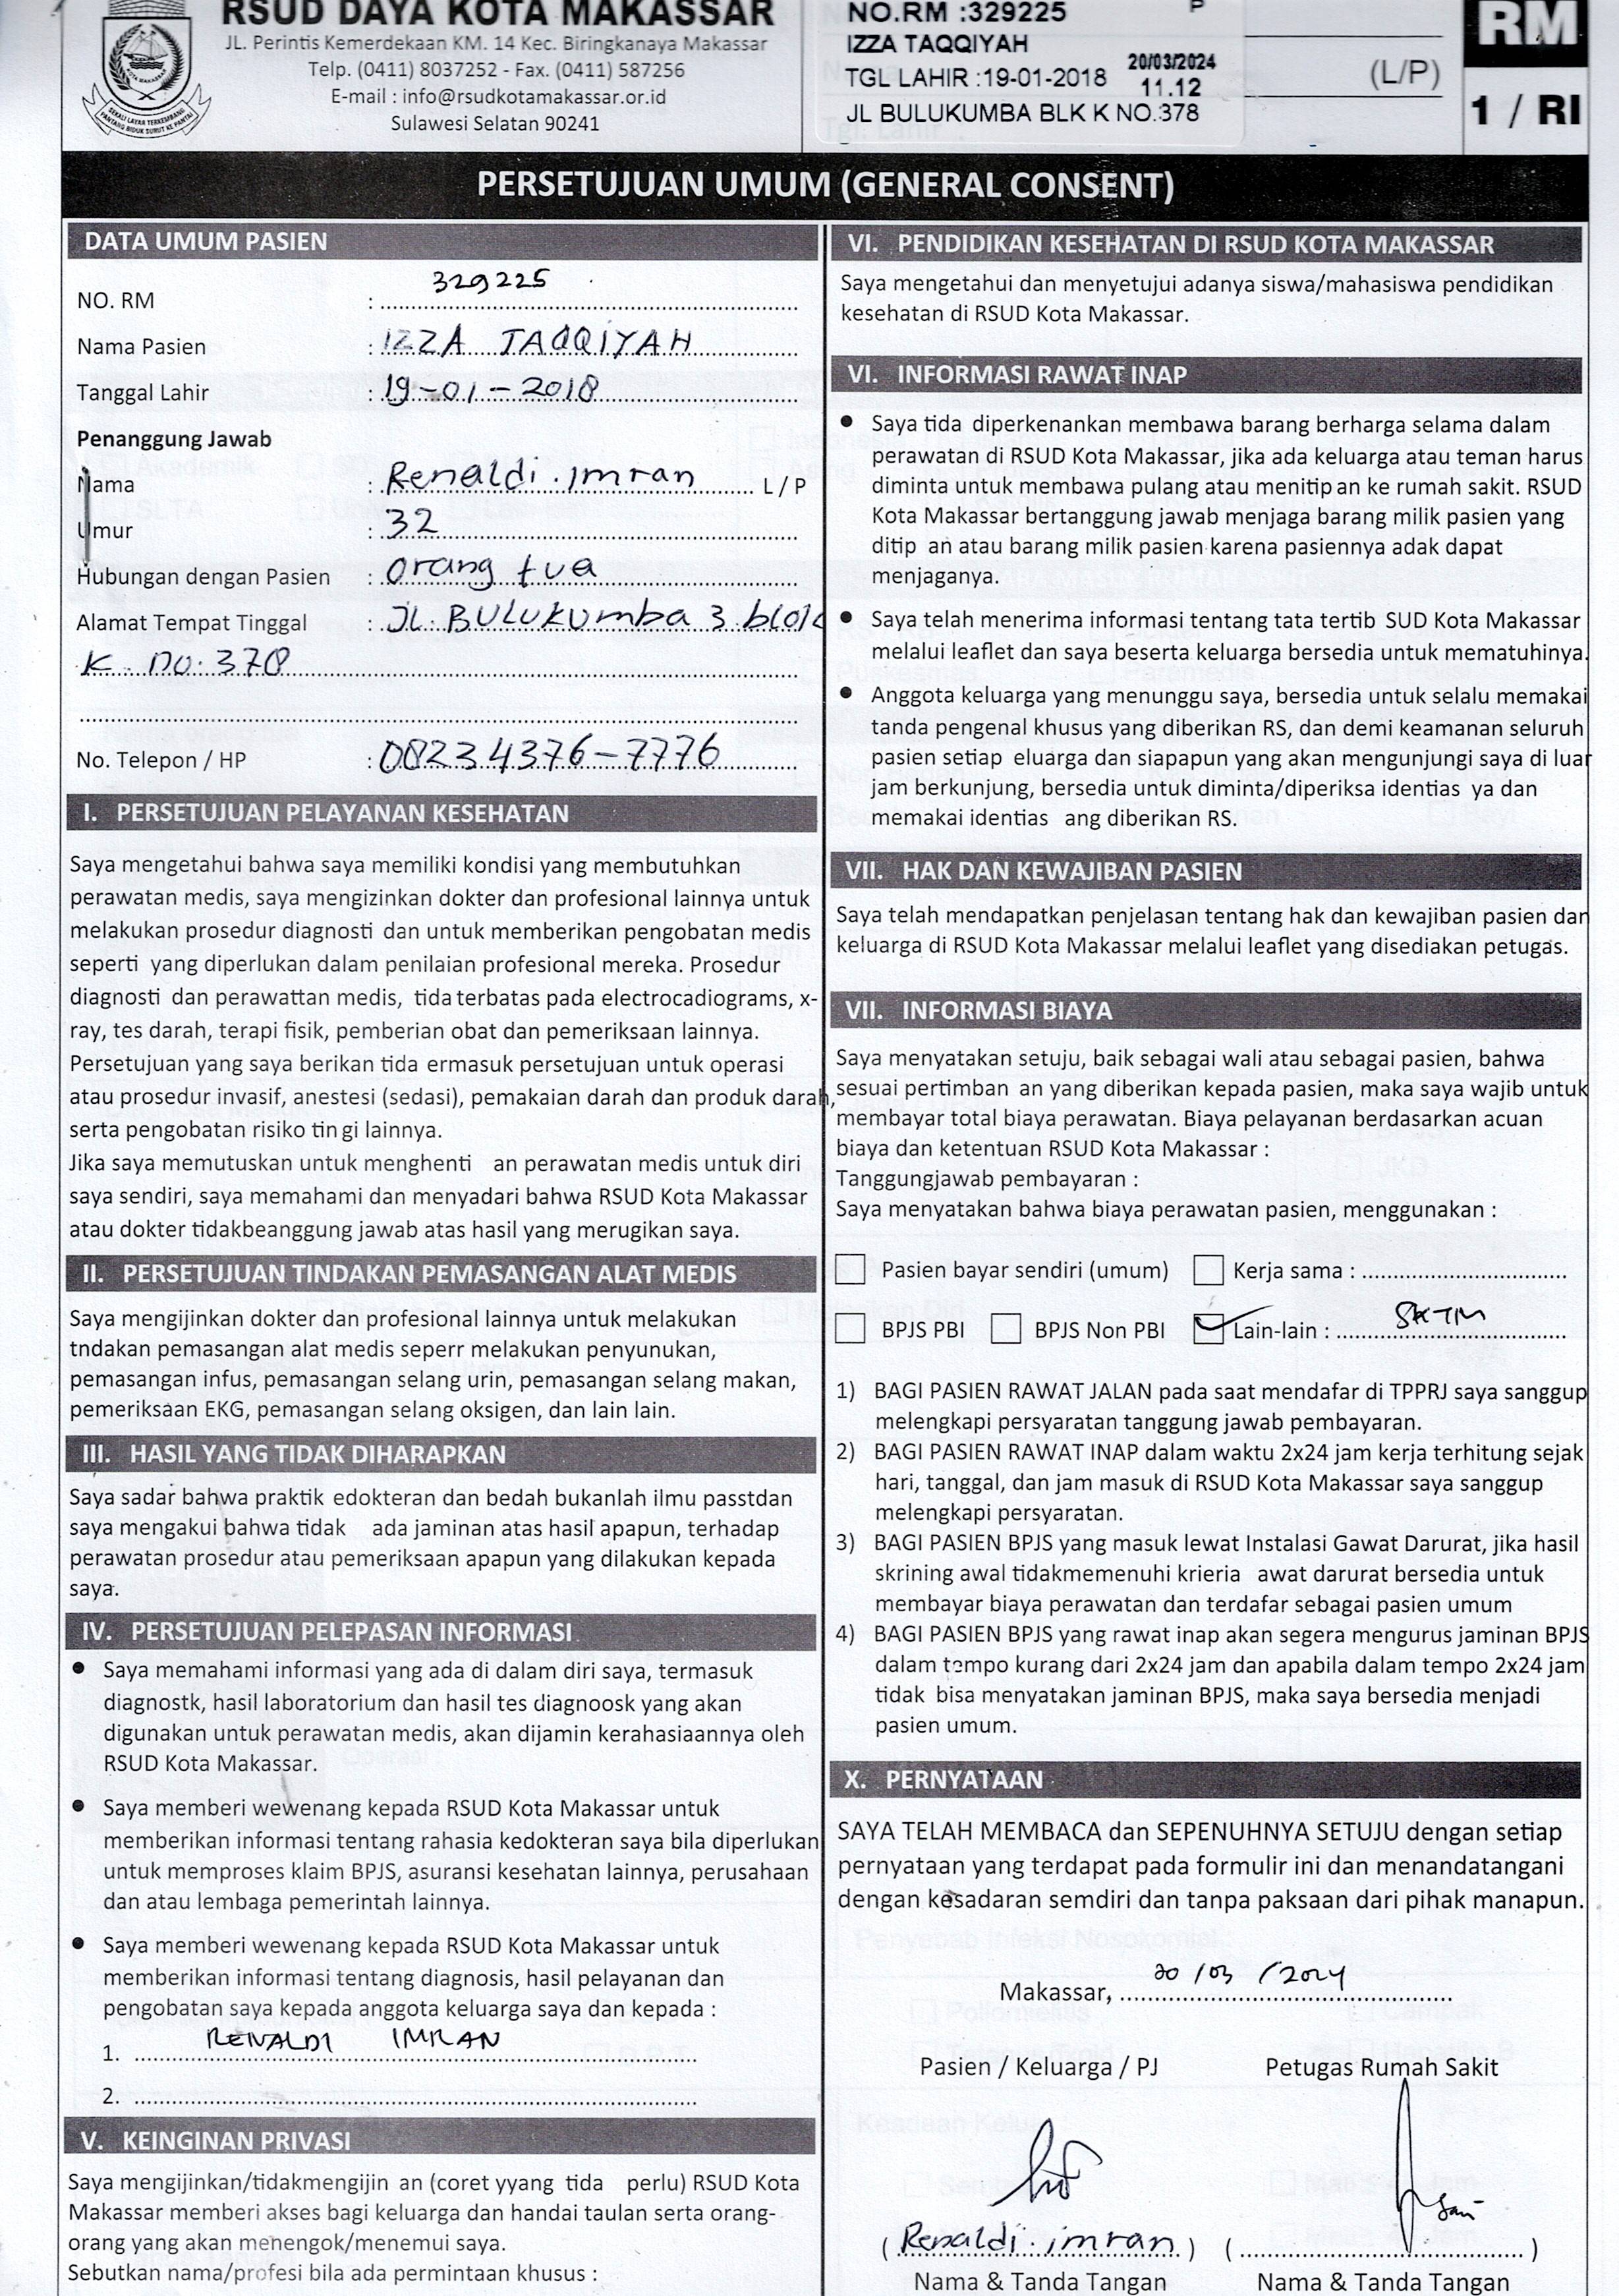 RSUD DAYA KOTA MAKASSAR
JL. Perintis Kemerdekaan KM. 14 Kec. Biringkanaya Makassar
Telp. (0411) 8037252 - Fax. (0411) 587256
E-mail : info@rsudkotamakassar.or.id
Sulawesi Selatan 90241
NO.RM :329225 P
IZZA TAQQIYAH
TGL LAHIR :19-01-2018 20/03/2024 11.12
JL BULUKUMBA BLK K NO.378
(L/P)
RM
1 / RI
PERSETUJUAN UMUM (GENERAL CONSENT)
DATA UMUM PASIEN
NO. RM : 329225
Nama Pasien : IZZA TAQQIYAH
Tanggal Lahir : 19-01-2018
Penanggung Jawab
Nama : Renaldi. imran L / P
Umur : 32
Hubungan dengan Pasien : orang tua
Alamat Tempat Tinggal : JL. BULUKUmba 3 blok
K no. 378
No. Telepon / HP : 08234376-7776
I. PERSETUJUAN PELAYANAN KESEHATAN
Saya mengetahui bahwa saya memiliki kondisi yang membutuhkan
perawatan medis, saya mengizinkan dokter dan profesional lainnya untuk
melakukan prosedur diagnosti dan untuk memberikan pengobatan medis
seperti yang diperlukan dalam penilaian profesional mereka. Prosedur
diagnosti dan perawattan medis, tida terbatas pada electrocadiograms, x-
ray, tes darah, terapi fisik, pemberian obat dan pemeriksaan lainnya.
Persetujuan yang saya berikan tida ermasuk persetujuan untuk operasi
atau prosedur invasif, anestesi (sedasi), pemakaian darah dan produk darah,
serta pengobatan risiko tin gi lainnya.
Jika saya memutuskan untuk menghenti an perawatan medis untuk diri
saya sendiri, saya memahami dan menyadari bahwa RSUD Kota Makassar
atau dokter tidakbeanggung jawab atas hasil yang merugikan saya.
II. PERSETUJUAN TINDAKAN PEMASANGAN ALAT MEDIS
Saya mengijinkan dokter dan profesional lainnya untuk melakukan
tndakan pemasangan alat medis seperr melakukan penyunukan,
pemasangan infus, pemasangan selang urin, pemasangan selang makan,
pemeriksaan EKG, pemasangan selang oksigen, dan lain lain.
III. HASIL YANG TIDAK DIHARAPKAN
Saya sadar bahwa praktik edokteran dan bedah bukanlah ilmu passtdan
saya mengakui bahwa tidak ada jaminan atas hasil apapun, terhadap
perawatan prosedur atau pemeriksaan apapun yang dilakukan kepada
saya.
IV. PERSETUJUAN PELEPASAN INFORMASI
● Saya memahami informasi yang ada di dalam diri saya, termasuk
diagnostk, hasil laboratorium dan hasil tes diagnoosk yang akan
digunakan untuk perawatan medis, akan dijamin kerahasiaannya oleh
RSUD Kota Makassar.
● Saya memberi wewenang kepada RSUD Kota Makassar untuk
memberikan informasi tentang rahasia kedokteran saya bila diperlukan
untuk memproses klaim BPJS, asuransi kesehatan lainnya, perusahaan
dan atau lembaga pemerintah lainnya.
● Saya memberi wewenang kepada RSUD Kota Makassar untuk
memberikan informasi tentang diagnosis, hasil pelayanan dan
pengobatan saya kepada anggota keluarga saya dan kepada :
1. RENALDI IMRAN
2.
V. KEINGINAN PRIVASI
Saya mengijinkan/tidakmengijin an (coret yyang tida perlu) RSUD Kota
Makassar memberi akses bagi keluarga dan handai taulan serta orang-
orang yang akan menengok/menemui saya.
Sebutkan nama/profesi bila ada permintaan khusus :
VI. PENDIDIKAN KESEHATAN DI RSUD KOTA MAKASSAR
Saya mengetahui dan menyetujui adanya siswa/mahasiswa pendidikan
kesehatan di RSUD Kota Makassar.
VI. INFORMASI RAWAT INAP
● Saya tida diperkenankan membawa barang berharga selama dalam
perawatan di RSUD Kota Makassar, jika ada keluarga atau teman harus
diminta untuk membawa pulang atau menitip an ke rumah sakit. RSUD
Kota Makassar bertanggung jawab menjaga barang milik pasien yang
ditip an atau barang milik pasien karena pasiennya adak dapat
menjaganya.
● Saya telah menerima informasi tentang tata tertib SUD Kota Makassar
melalui leaflet dan saya beserta keluarga bersedia untuk mematuhinya.
● Anggota keluarga yang menunggu saya, bersedia untuk selalu memakai
tanda pengenal khusus yang diberikan RS, dan demi keamanan seluruh
pasien setiap eluarga dan siapapun yang akan mengunjungi saya di luar
jam berkunjung, bersedia untuk diminta/diperiksa identias ya dan
memakai identias ang diberikan RS.
VII. HAK DAN KEWAJIBAN PASIEN
Saya telah mendapatkan penjelasan tentang hak dan kewajiban pasien dan
keluarga di RSUD Kota Makassar melalui leaflet yang disediakan petugas.
VII. INFORMASI BIAYA
Saya menyatakan setuju, baik sebagai wali atau sebagai pasien, bahwa
sesuai pertimban an yang diberikan kepada pasien, maka saya wajib untuk
membayar total biaya perawatan. Biaya pelayanan berdasarkan acuan
biaya dan ketentuan RSUD Kota Makassar :
Tanggungjawab pembayaran :
Saya menyatakan bahwa biaya perawatan pasien, menggunakan :
Pasien bayar sendiri (umum) Kerja sama :
BPJS PBI BPJS Non PBI Lain-lain : SKTM
1) BAGI PASIEN RAWAT JALAN pada saat mendafar di TPPRJ saya sanggup
melengkapi persyaratan tanggung jawab pembayaran.
2) BAGI PASIEN RAWAT INAP dalam waktu 2x24 jam kerja terhitung sejak
hari, tanggal, dan jam masuk di RSUD Kota Makassar saya sanggup
melengkapi persyaratan.
3) BAGI PASIEN BPJS yang masuk lewat Instalasi Gawat Darurat, jika hasil
skrining awal tidakmemenuhi krieria awat darurat bersedia untuk
membayar biaya perawatan dan terdafar sebagai pasien umum
4) BAGI PASIEN BPJS yang rawat inap akan segera mengurus jaminan BPJS
dalam tempo kurang dari 2x24 jam dan apabila dalam tempo 2x24 jam
tidak bisa menyatakan jaminan BPJS, maka saya bersedia menjadi
pasien umum.
X. PERNYATAAN
SAYA TELAH MEMBACA dan SEPENUHNYA SETUJU dengan setiap
pernyataan yang terdapat pada formulir ini dan menandatangani
dengan kesadaran semdiri dan tanpa paksaan dari pihak manapun.
Makassar, 20/03/2024
Pasien / Keluarga / PJ Petugas Rumah Sakit
(Renaldi. imran) ( )
Nama & Tanda Tangan Nama & Tanda Tangan